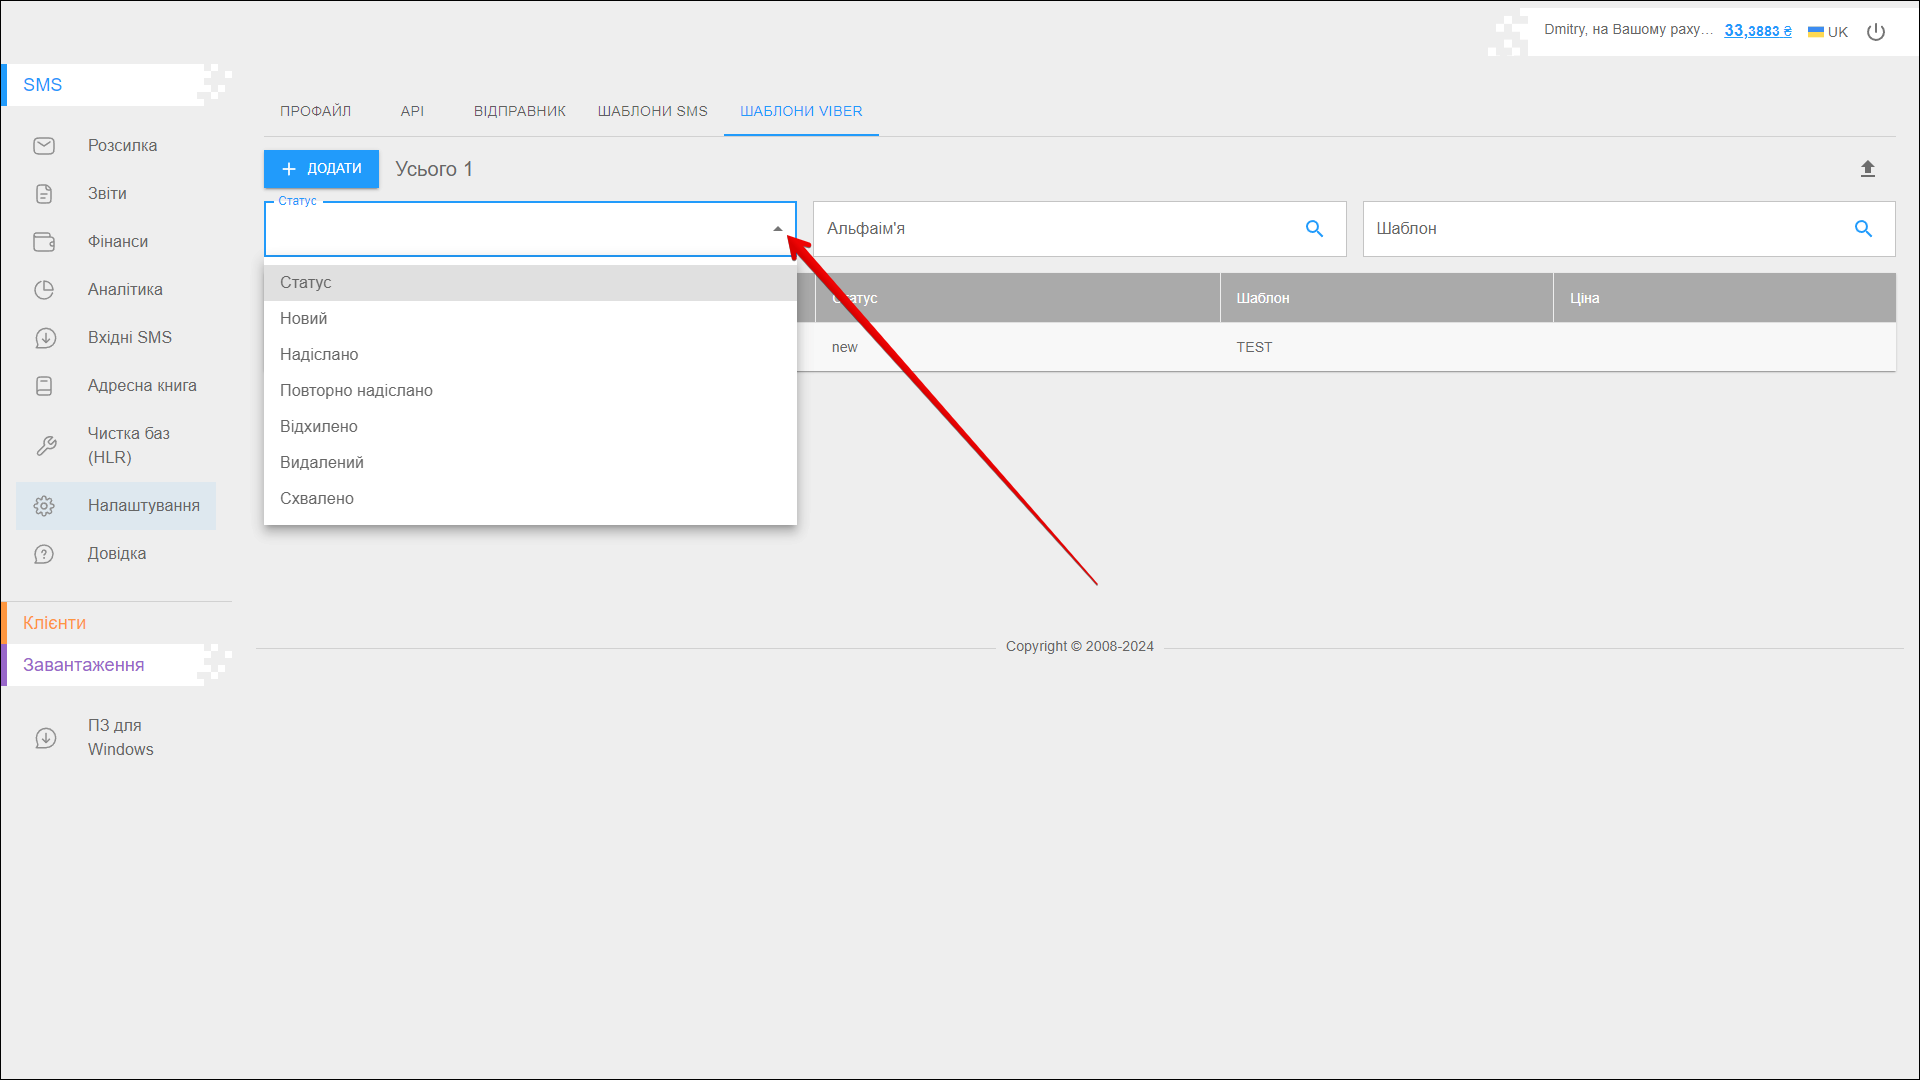 Dmitry, на Вашому раху... 33,3883 ₴ UK
SMS
ПРОФАЙЛ API ВІДПРАВНИК ШАБЛОНИ SMS ШАБЛОНИ VIBER
Розсилка
Звіти
Фінанси
Аналітика
Вхідні SMS
Адресна книга
Чистка баз
(HLR)
Налаштування
Довідка
Клієнти
Завантаження
ПЗ для
Windows
ДОДАТИ Усього 1
Статус
Альфаім'я
Шаблон
Статус
Новий
Надіслано
Повторно надіслано
Відхилено
Видалений
Схвалено
Статус Шаблон Ціна
new TEST
Copyright © 2008-2024